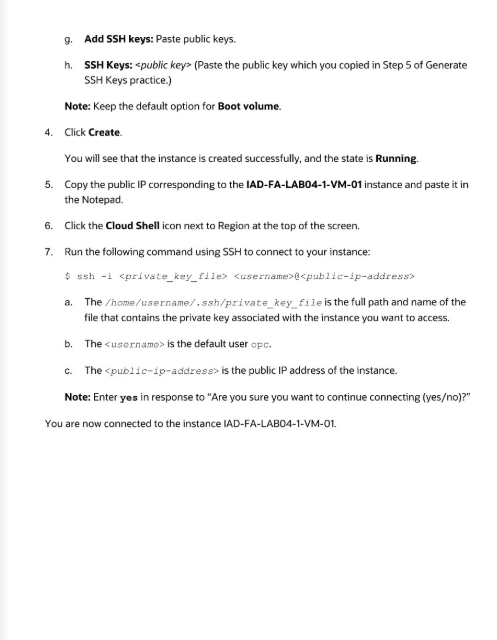 g. Add SSH keys: Paste public keys.
h. SSH Keys: <public key> (Paste the public key which you copied in Step 5 of Generate
SSH Keys practice.)
Note: Keep the default option for Boot volume.
4. Click Create.
You will see that the instance is created successfully, and the state is Running.
5. Copy the public IP corresponding to the IAD-FA-LAB04-1-VM-01 instance and paste it in
the Notepad.
6. Click the Cloud Shell icon next to Region at the top of the screen.
7. Run the following command using SSH to connect to your instance:
$ ssh -i <private_key_file> <username>@<public-ip-address>
a. The /home/username/.ssh/private_key_file is the full path and name of the
file that contains the private key associated with the instance you want to access.
b. The <username> is the default user opc.
c. The <public-ip-address> is the public IP address of the instance.
Note: Enter yes in response to "Are you sure you want to continue connecting (yes/no)?"
You are now connected to the instance IAD-FA-LAB04-1-VM-01.